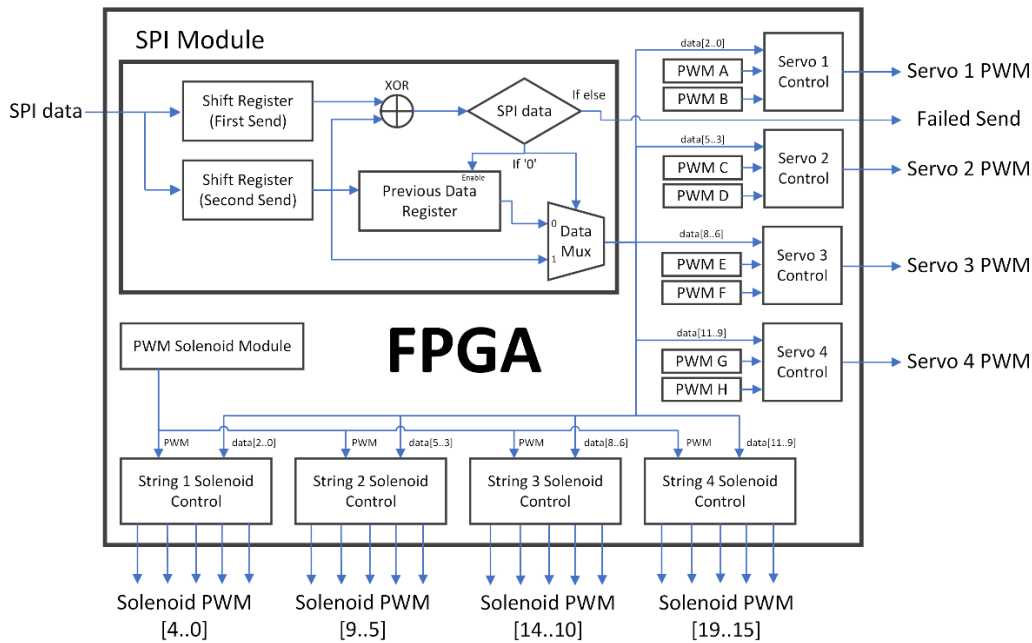 SPI Module
SPI data
Shift Register
(First Send)
XOR
SPI data
If else
If '0'
Shift Register
(Second Send)
Enable
Previous Data
Register
0
1
Data
Mux
data[2..0]
PWM A
PWM B
Servo 1
Control
Servo 1 PWM
Failed Send
data[5..3]
PWM C
PWM D
Servo 2
Control
Servo 2 PWM
data[8..6]
PWM E
PWM F
Servo 3
Control
Servo 3 PWM
data[11..9]
PWM G
PWM H
Servo 4
Control
Servo 4 PWM
FPGA
PWM Solenoid Module
PWM
data[2..0]
PWM
data[5..3]
PWM
data[8..6]
PWM
data[11..9]
String 1 Solenoid
Control
String 2 Solenoid
Control
String 3 Solenoid
Control
String 4 Solenoid
Control
Solenoid PWM
[4..0]
Solenoid PWM
[9..5]
Solenoid PWM
[14..10]
Solenoid PWM
[19..15]